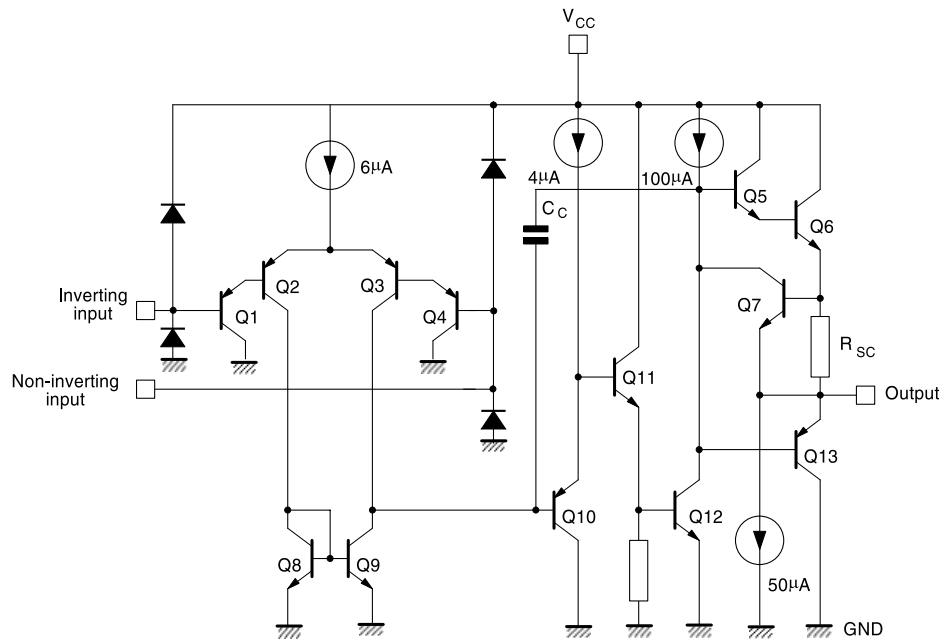 VCC
6µA
4µA
100µA
CC
Q5
Q6
Q2
Q3
Q7
Inverting
input
Q1
Q4
RSC
Non-inverting
input
Q11
Output
Q13
Q10
Q12
Q8
Q9
50µA
GND